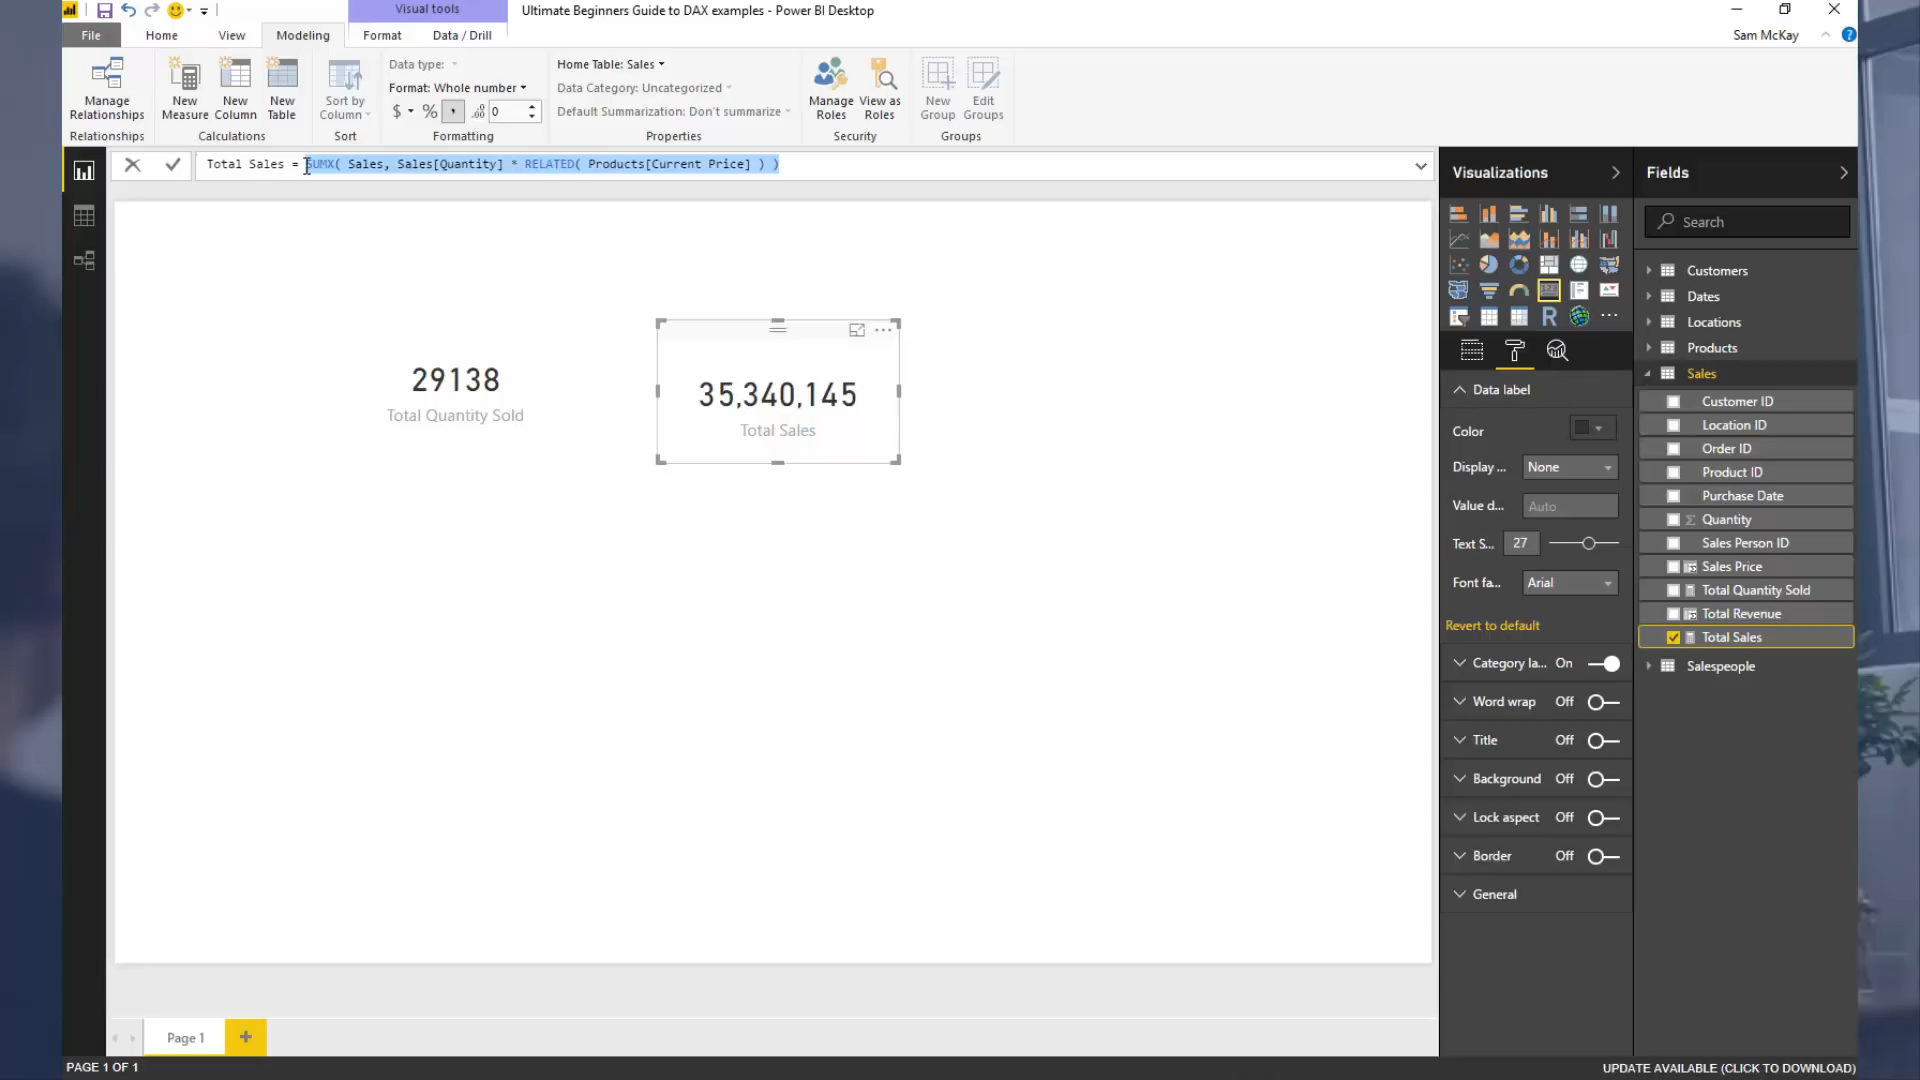 Visual tools
Ultimate Beginners Guide to DAX examples - Power BI Desktop
File
Home
View
Modeling
Format
Data / Drill
Sam McKay
Manage Relationships
Relationships
New Measure
New Column
New Table
Calculations
Sort by Column
Sort
Data type:
Format: Whole number
$ % , .00 0
Formatting
Home Table: Sales
Data Category: Uncategorized
Default Summarization: Don't summarize
Properties
Manage Roles
View as Roles
Security
New Group
Edit Groups
Groups
Total Sales = SUMX( Sales, Sales[Quantity] * RELATED( Products[Current Price] ) )
29138
Total Quantity Sold
35,340,145
Total Sales
Visualizations
R
Data label
Color
Display ... None
Value d... Auto
Text S... 27
Font fa... Arial
Revert to default
Category la... On
Word wrap Off
Title Off
Background Off
Lock aspect Off
Border Off
General
Fields
Search
Customers
Dates
Locations
Products
Sales
Customer ID
Location ID
Order ID
Product ID
Purchase Date
Σ Quantity
Sales Person ID
Sales Price
Total Quantity Sold
Total Revenue
Total Sales
Salespeople
Page 1
PAGE 1 OF 1
UPDATE AVAILABLE (CLICK TO DOWNLOAD)